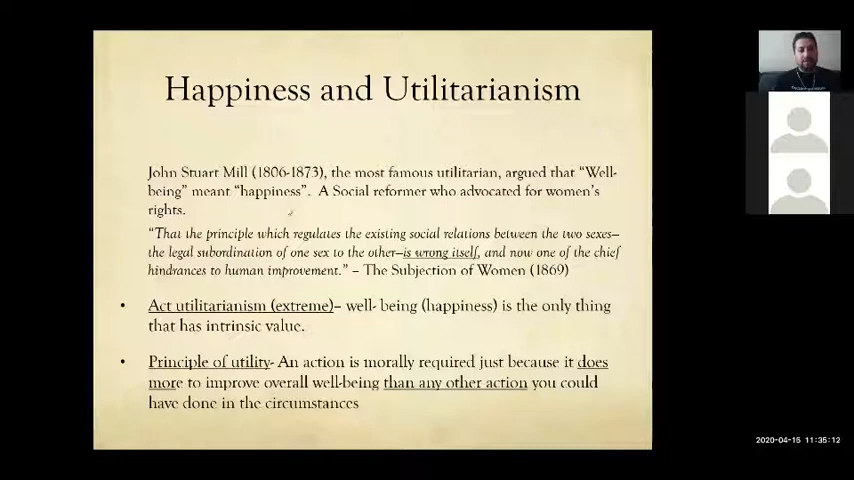 Happiness and Utilitarianism
John Stuart Mill (1806-1873), the most famous utilitarian, argued that “Well-
being” meant “happiness”. A Social reformer who advocated for women’s
rights.
“That the principle which regulates the existing social relations between the two sexes–
the legal subordination of one sex to the other–is wrong itself, and now one of the chief
hindrances to human improvement.” – The Subjection of Women (1869)
• Act utilitarianism (extreme)– well- being (happiness) is the only thing
that has intrinsic value.
• Principle of utility- An action is morally required just because it does
more to improve overall well-being than any other action you could
have done in the circumstances
2020-04-15 11:35:12